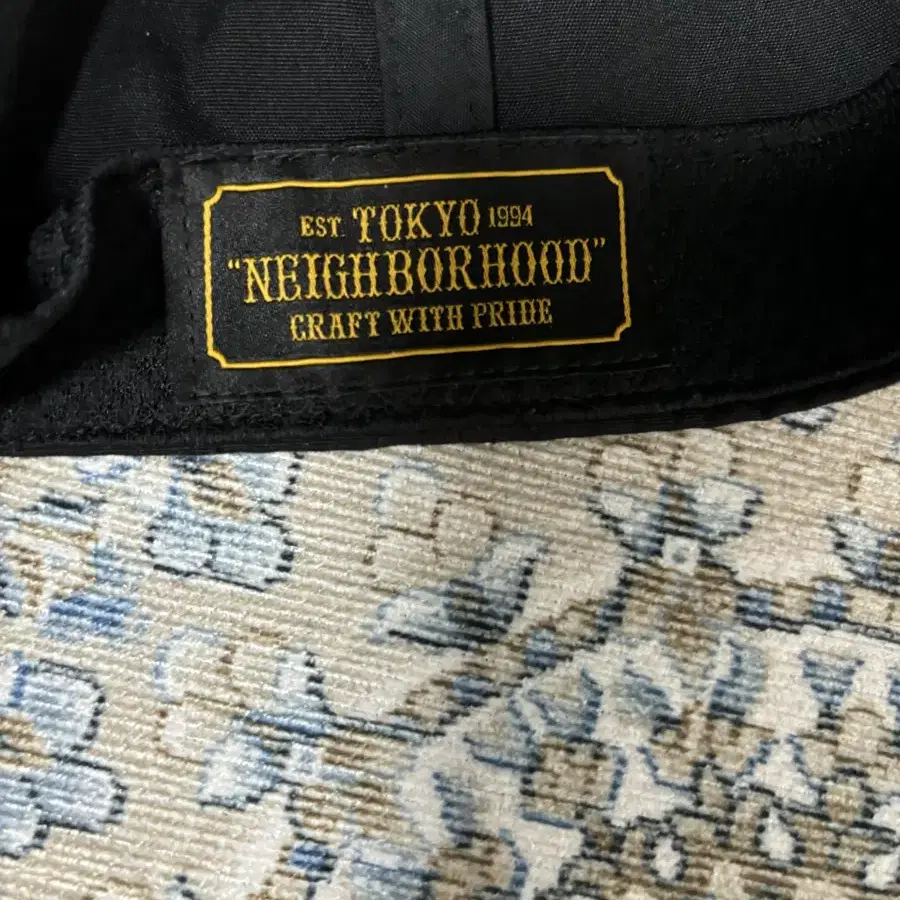 EST. TOKYO 1994
"NEIGHBORHOOD"
CRAFT WITH PRIDE